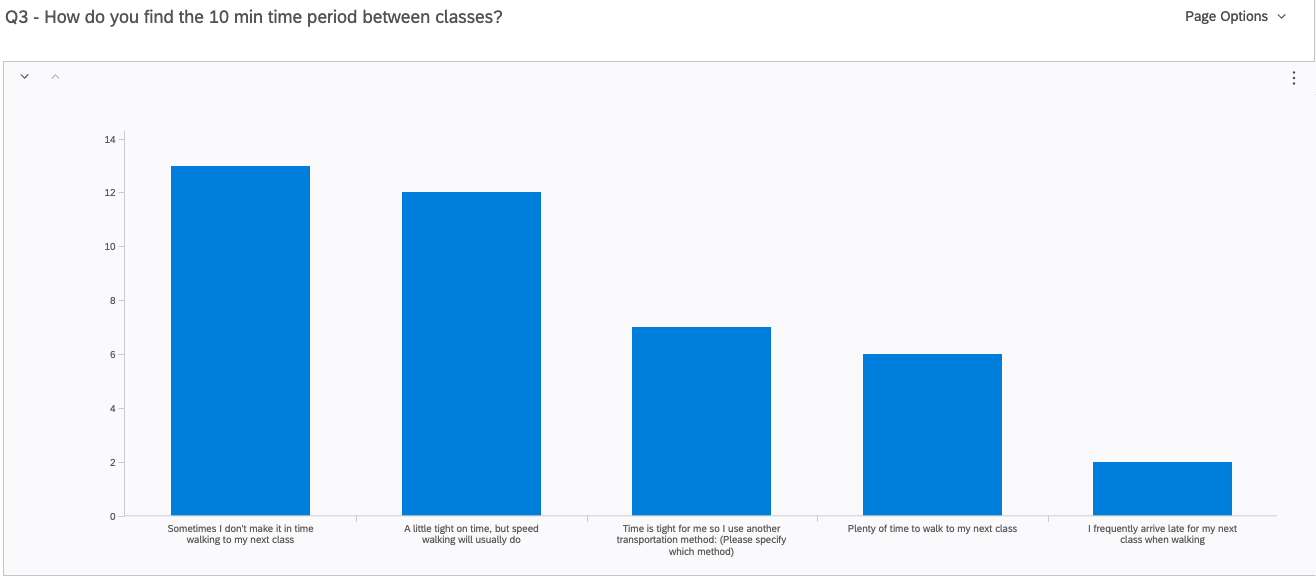 Q3 - How do you find the 10 min time period between classes?
Page Options
14
12
10
8
6
4
2
0
Sometimes I don't make it in time
walking to my next class
A little tight on time, but speed
walking will usually do
Time is tight for me so I use another
transportation method: (Please specify
which method)
Plenty of time to walk to my next class
I frequently arrive late for my next
class when walking